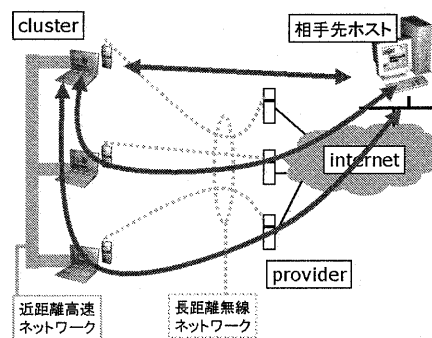 cluster
相手先ホスト
internet
provider
近距離高速
ネットワーク
長距離無線
ネットワーク